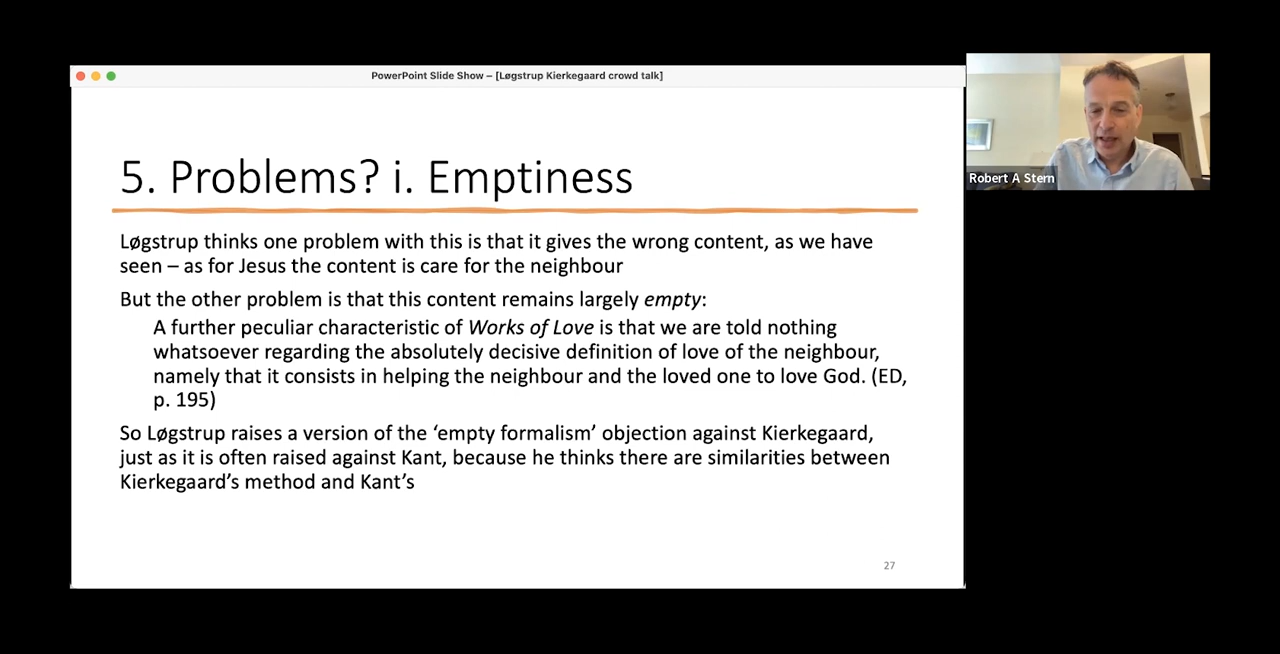 PowerPoint Slide Show – [Løgstrup Kierkegaard crowd talk]
5. Problems? i. Emptiness
Løgstrup thinks one problem with this is that it gives the wrong content, as we have
seen – as for Jesus the content is care for the neighbour
But the other problem is that this content remains largely empty:
A further peculiar characteristic of Works of Love is that we are told nothing
whatsoever regarding the absolutely decisive definition of love of the neighbour,
namely that it consists in helping the neighbour and the loved one to love God. (ED,
p. 195)
So Løgstrup raises a version of the ‘empty formalism’ objection against Kierkegaard,
just as it is often raised against Kant, because he thinks there are similarities between
Kierkegaard’s method and Kant’s
27
Robert A Stern